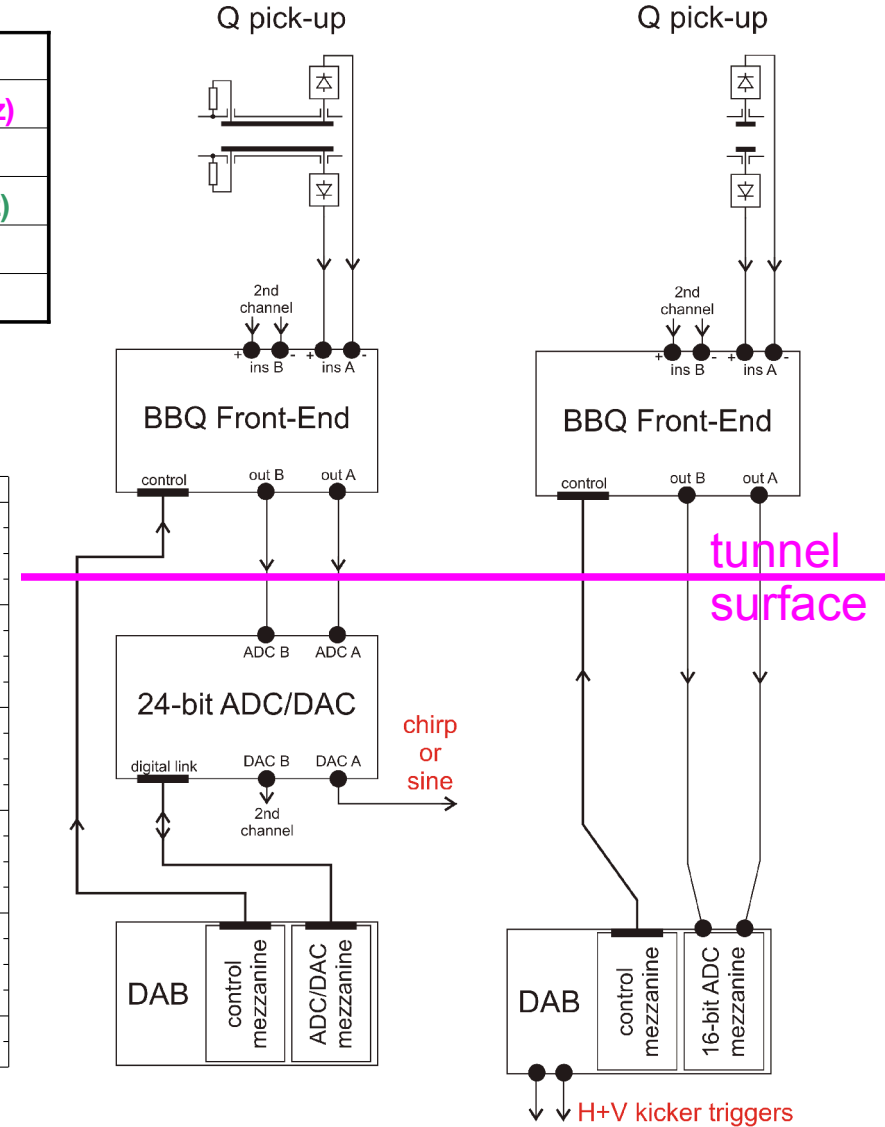 Q pick-up
Q pick-up
z)
)
2nd
channel
+ - + -
ins B ins A
BBQ Front-End
control out B out A
2nd
channel
+ - + -
ins B ins A
BBQ Front-End
control out B out A
tunnel
surface
ADC B ADC A
24-bit ADC/DAC
digital link DAC B DAC A
2nd
channel
chirp
or
sine
DAB
control
mezzanine
ADC/DAC
mezzanine
DAB
control
mezzanine
16-bit ADC
mezzanine
H+V kicker triggers